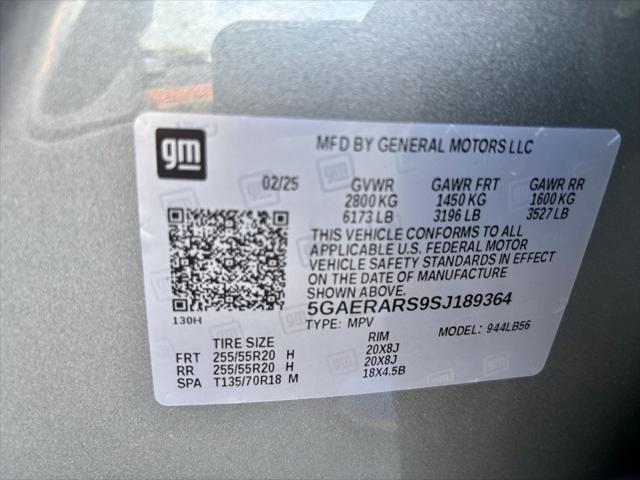 gm
MFD BY GENERAL MOTORS LLC
02/25 GVWR GAWR FRT GAWR RR
2800 KG 1450 KG 1600 KG
6173 LB 3196 LB 3527 LB
THIS VEHICLE CONFORMS TO ALL
APPLICABLE U.S. FEDERAL MOTOR
VEHICLE SAFETY STANDARDS IN EFFECT
ON THE DATE OF MANUFACTURE
SHOWN ABOVE.
130H
5GAERARS9SJ189364
TYPE: MPV MODEL: 944LB56
TIRE SIZE RIM
FRT 255/55R20 H 20X8J
RR 255/55R20 H 20X8J
SPA T135/70R18 M 18X4.5B